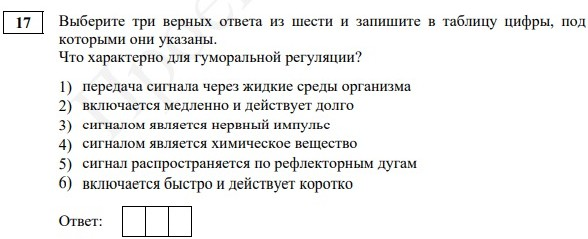 17 Выберите три верных ответа из шести и запишите в таблицу цифры, под
которыми они указаны.
Что характерно для гуморальной регуляции?
1) передача сигнала через жидкие среды организма
2) включается медленно и действует долго
3) сигналом является нервный импульс
4) сигналом является химическое вещество
5) сигнал распространяется по рефлекторным дугам
6) включается быстро и действует коротко
Ответ: